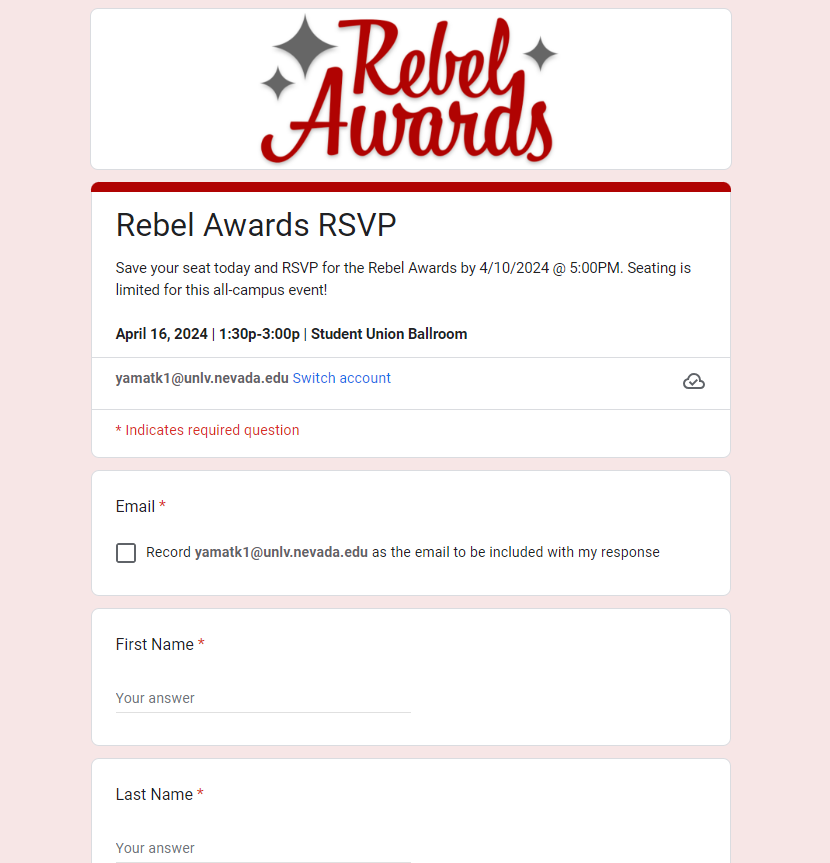 Rebel
Awards
Rebel Awards RSVP
Save your seat today and RSVP for the Rebel Awards by 4/10/2024 @ 5:00PM. Seating is
limited for this all-campus event!
April 16, 2024 | 1:30p-3:00p | Student Union Ballroom
yamatk1@unlv.nevada.edu Switch account
* Indicates required question
Email *
Record yamatk1@unlv.nevada.edu as the email to be included with my response
First Name *
Your answer
Last Name *
Your answer